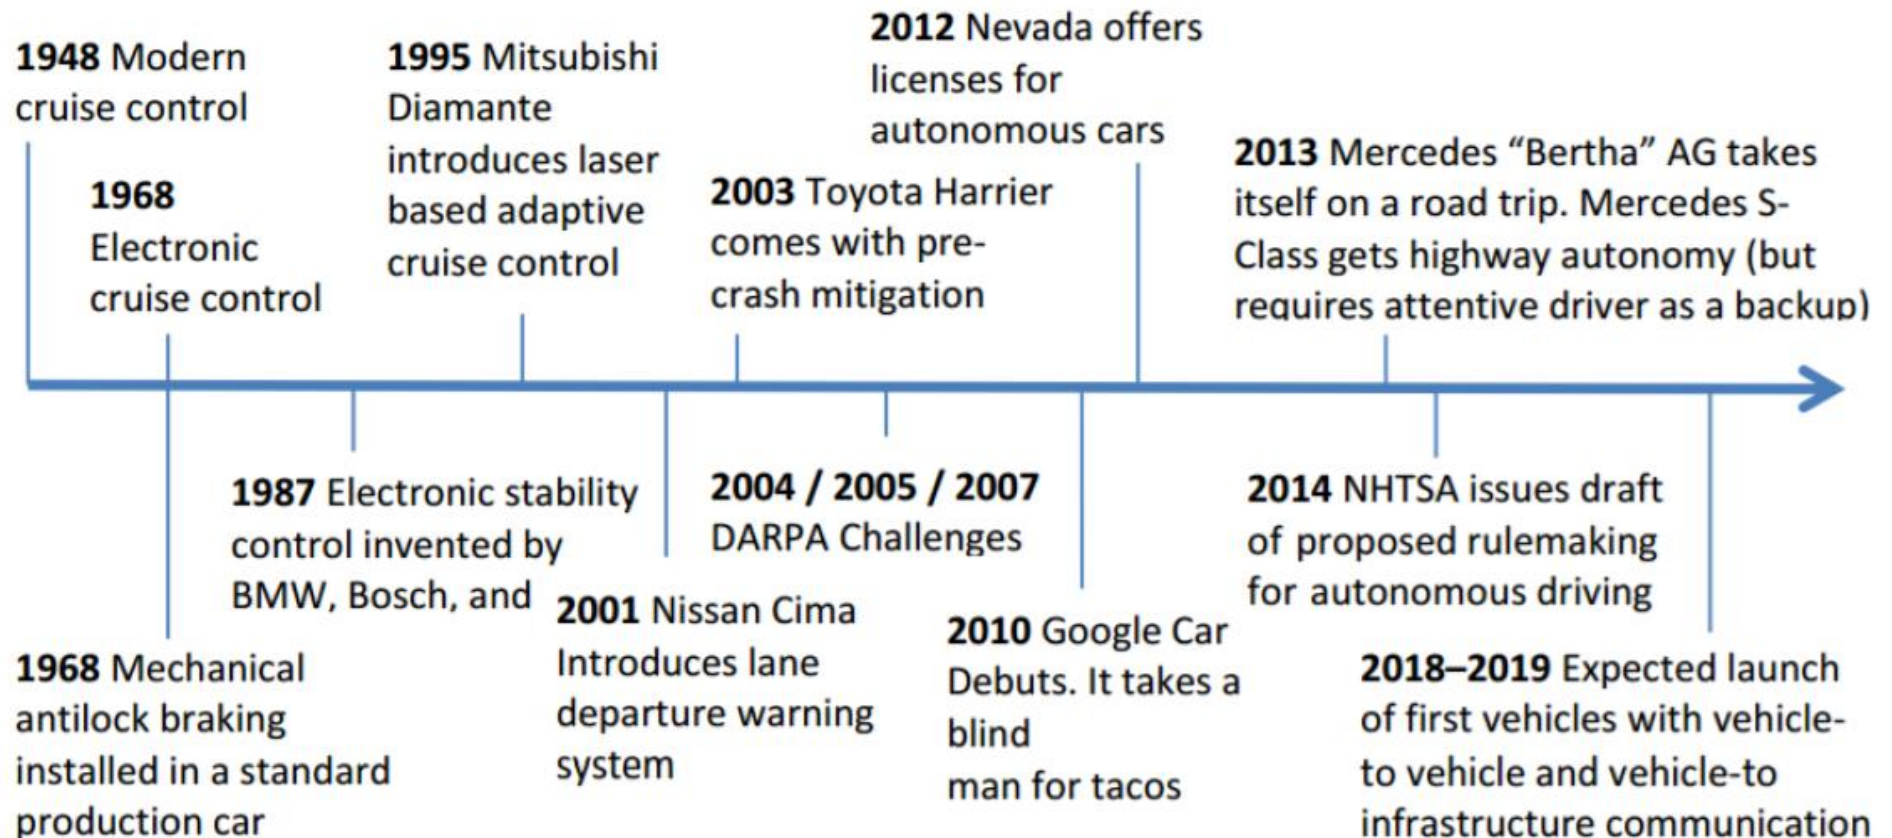 1948 Modern
cruise control
1968
Electronic
cruise control
1995 Mitsubishi
Diamante
introduces laser
based adaptive
cruise control
2003 Toyota Harrier
comes with pre-
crash mitigation
2012 Nevada offers
licenses for
autonomous cars
2013 Mercedes “Bertha” AG takes
itself on a road trip. Mercedes S-
Class gets highway autonomy (but
requires attentive driver as a backup)
1968 Mechanical
antilock braking
installed in a standard
production car
1987 Electronic stability
control invented by
BMW, Bosch, and
2001 Nissan Cima
Introduces lane
departure warning
system
2004 / 2005 / 2007
DARPA Challenges
2010 Google Car
Debuts. It takes a
blind
man for tacos
2014 NHTSA issues draft
of proposed rulemaking
for autonomous driving
2018–2019 Expected launch
of first vehicles with vehicle-
to vehicle and vehicle-to
infrastructure communication